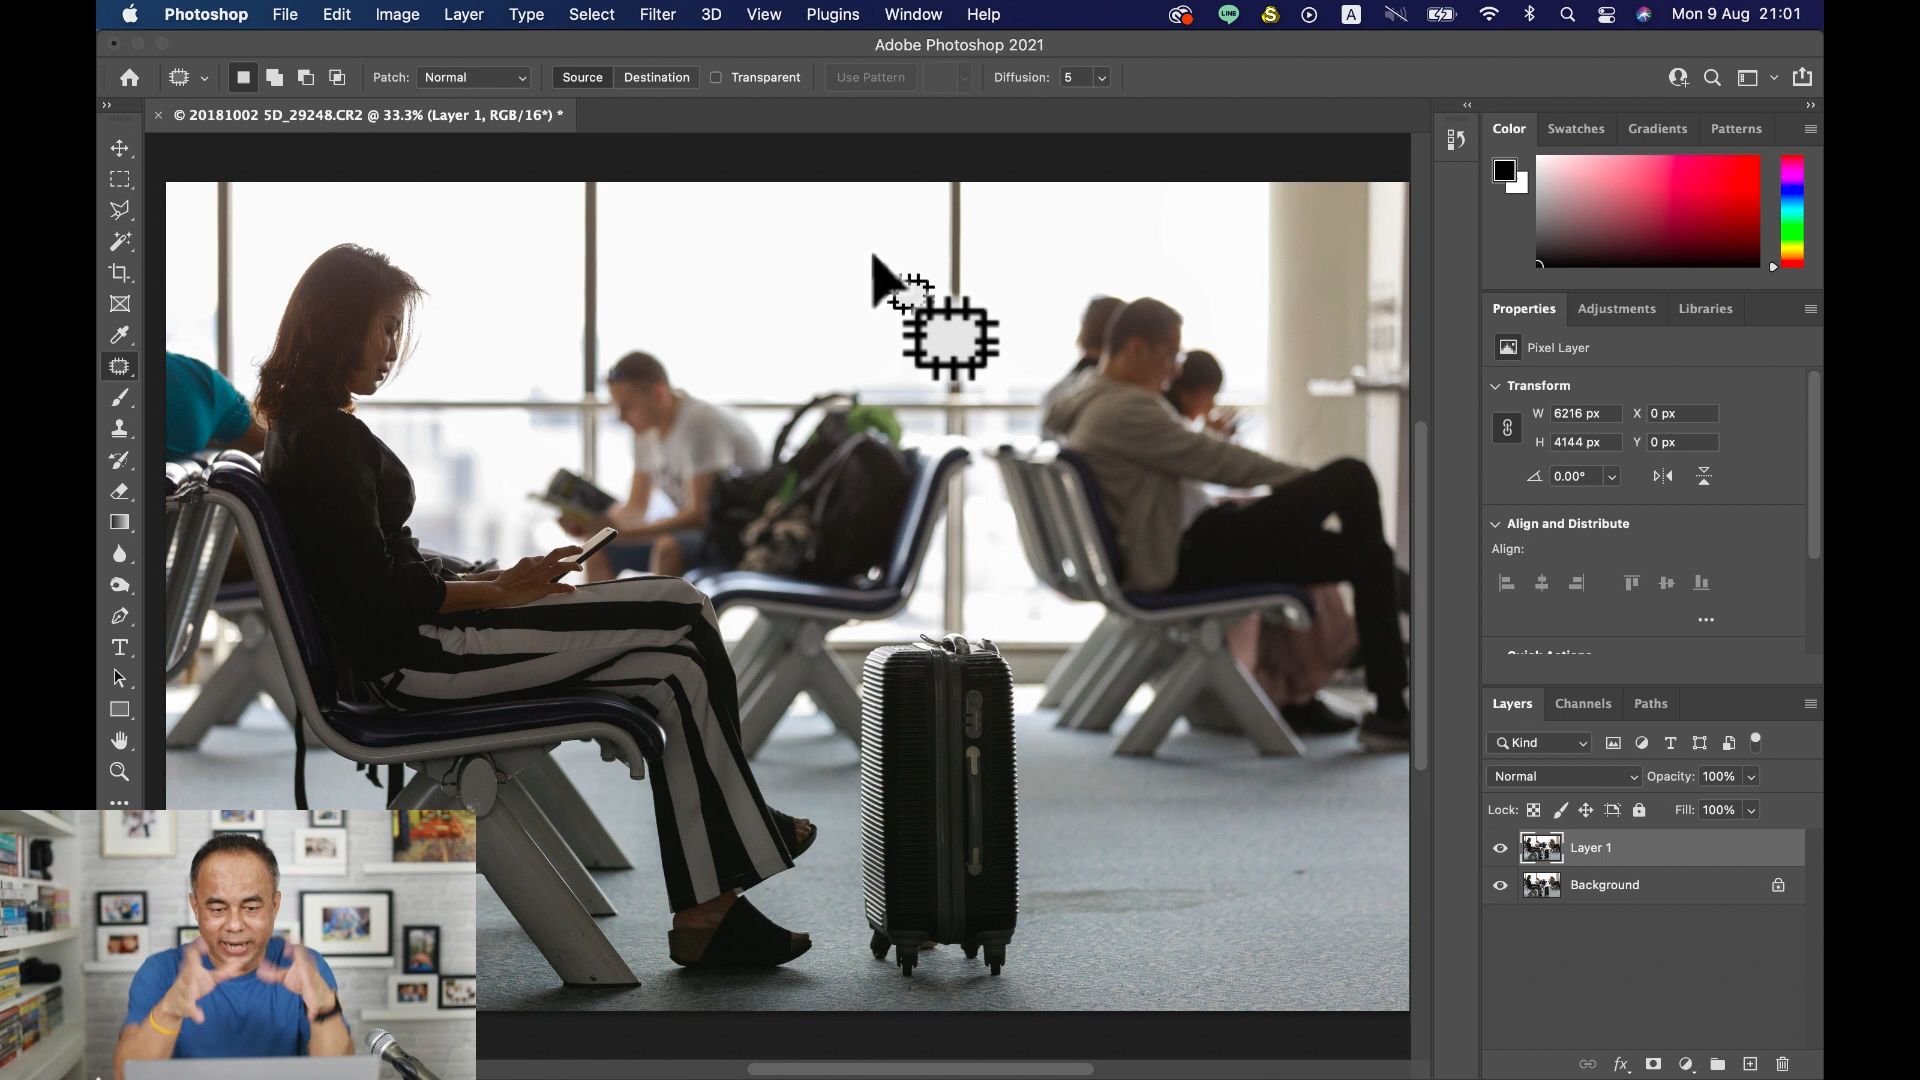 Photoshop File Edit Image Layer Type Select Filter 3D View Plugins Window Help LINE S A Mon 9 Aug 21:01
Adobe Photoshop 2021
Patch: Normal Source Destination Transparent Use Pattern Diffusion: 5
© 20181002 5D_29248.CR2 @ 33.3% (Layer 1, RGB/16*) *
Color Swatches Gradients Patterns
Properties Adjustments Libraries
Pixel Layer
Transform
W 6216 px X 0 px
H 4144 px Y 0 px
0.00°
Align and Distribute
Align:
Layers Channels Paths
Kind
Normal Opacity: 100%
Lock: Fill: 100%
Layer 1
Background
fx